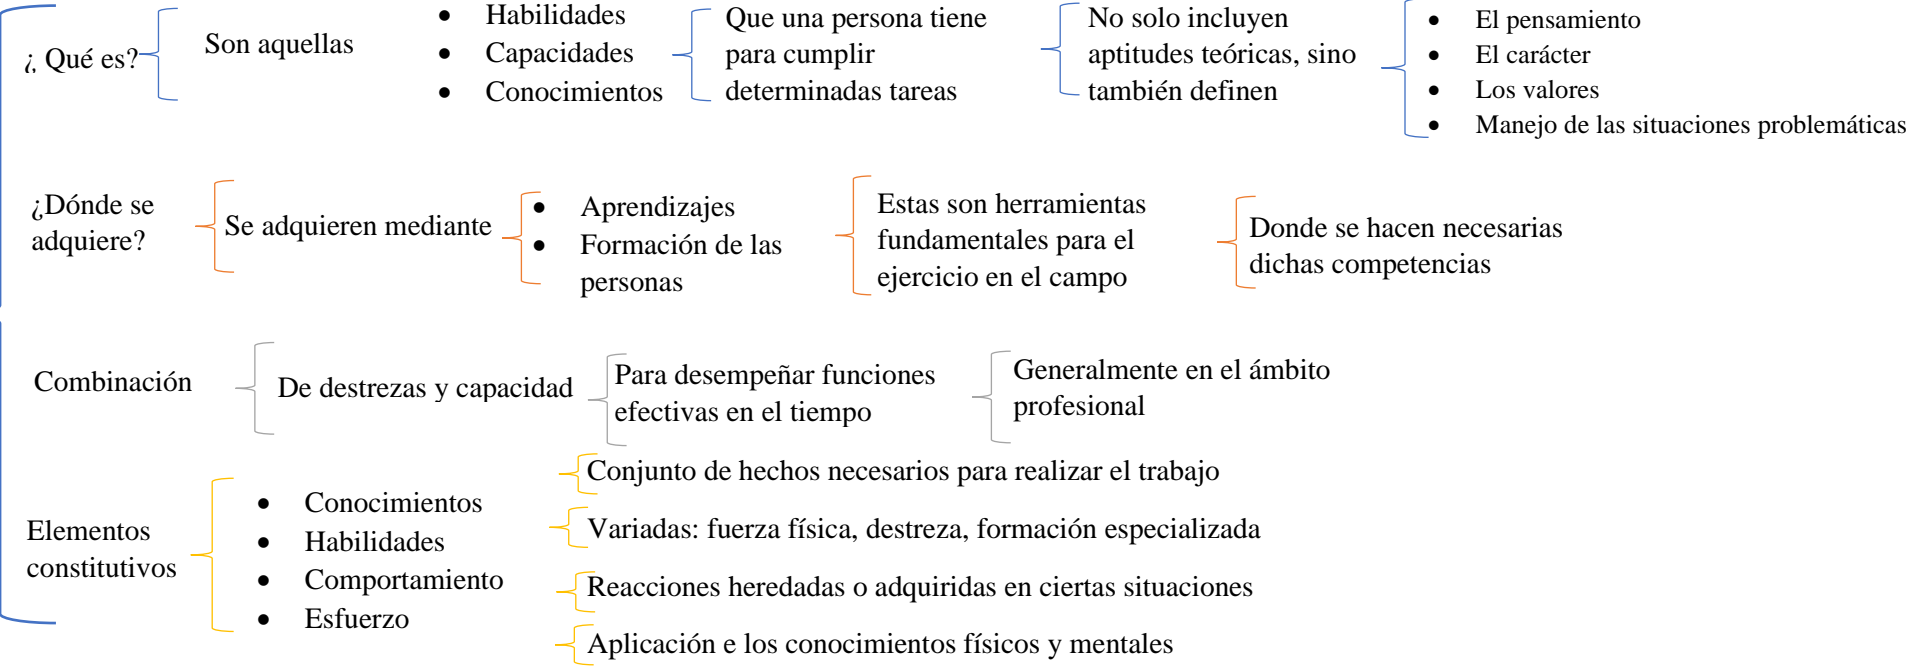 ¿ Qué es?
Son aquellas
• Habilidades
• Capacidades
• Conocimientos
Que una persona tiene
para cumplir
determinadas tareas
No solo incluyen
aptitudes teóricas, sino
también definen
• El pensamiento
• El carácter
• Los valores
• Manejo de las situaciones problemáticas
¿Dónde se
adquiere?
Se adquieren mediante
• Aprendizajes
• Formación de las
personas
Estas son herramientas
fundamentales para el
ejercicio en el campo
Donde se hacen necesarias
dichas competencias
Combinación
De destrezas y capacidad
Para desempeñar funciones
efectivas en el tiempo
Generalmente en el ámbito
profesional
Elementos
constitutivos
• Conocimientos
• Habilidades
• Comportamiento
• Esfuerzo
Conjunto de hechos necesarios para realizar el trabajo
Variadas: fuerza física, destreza, formación especializada
Reacciones heredadas o adquiridas en ciertas situaciones
Aplicación e los conocimientos físicos y mentales